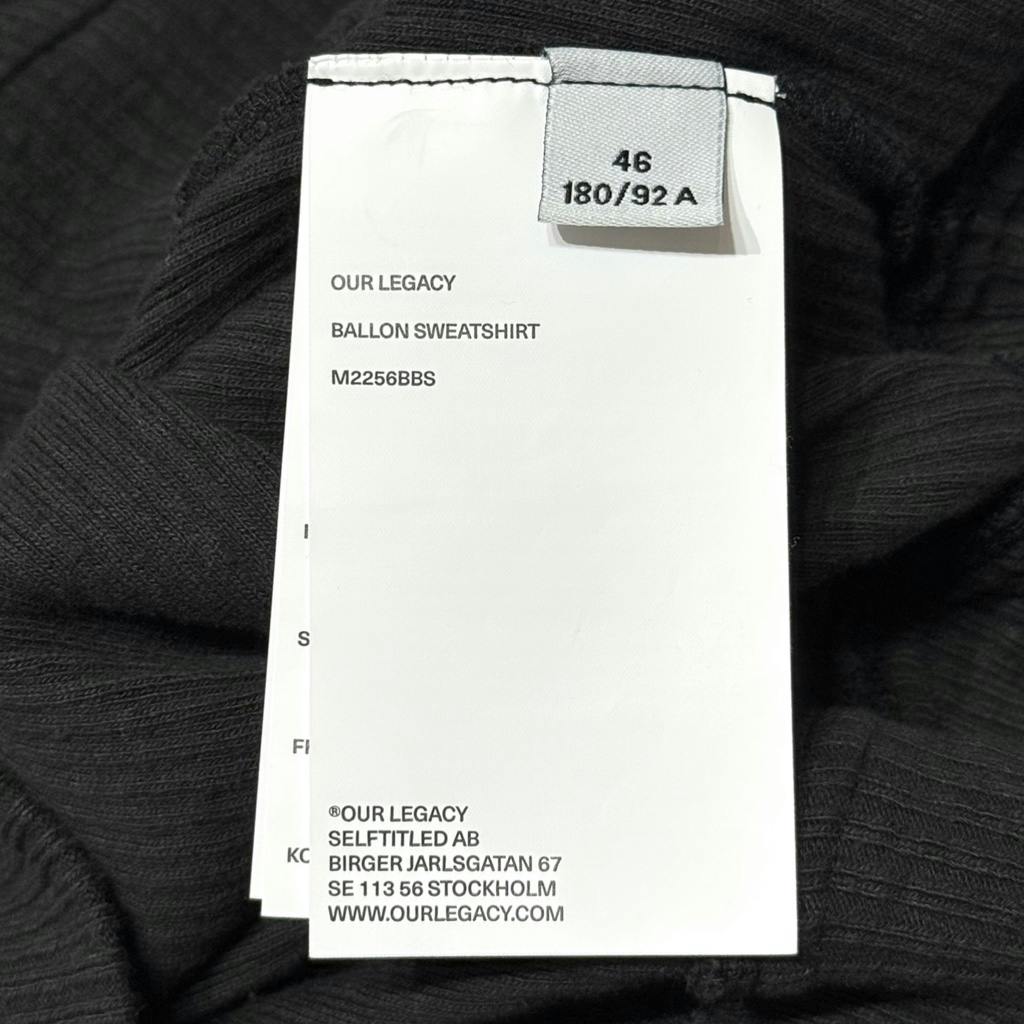 46
180/92 A
OUR LEGACY
BALLON SWEATSHIRT
M2256BBS
®OUR LEGACY
SELFTITLED AB
BIRGER JARLSGATAN 67
SE 113 56 STOCKHOLM
WWW.OURLEGACY.COM